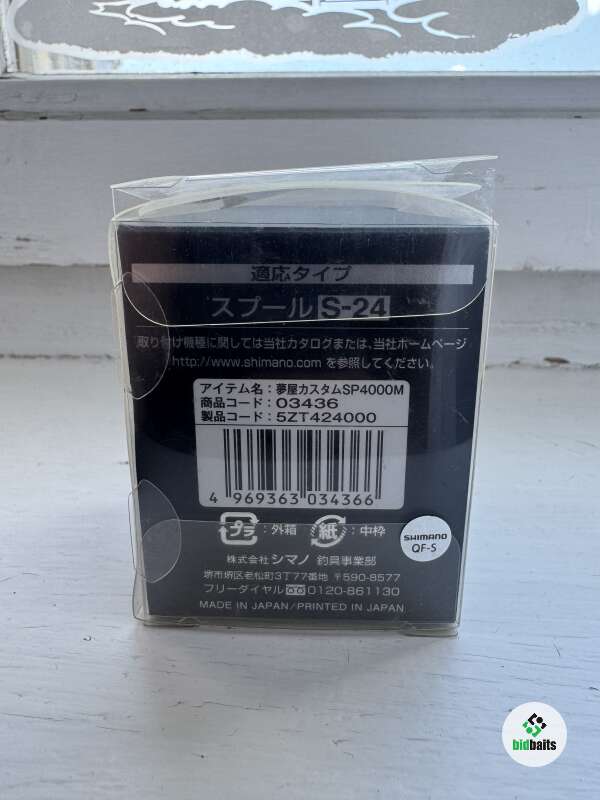 適応タイプ
スプール S-24
取り付け機種に関しては当社カタログまたは、当社ホームページ
http://www.shimano.com を参照してください。
アイテム名：夢屋カスタムSP4000M
商品コード：03436
製品コード：5ZT424000
4 969363 034366
プラ：外箱 紙：中枠
SHIMANO
QF-S
株式会社 シマノ 釣具事業部
堺市堺区老松町3丁77番地 〒590-8577
フリーダイヤル 0120-861130
MADE IN JAPAN/PRINTED IN JAPAN
bidbaits